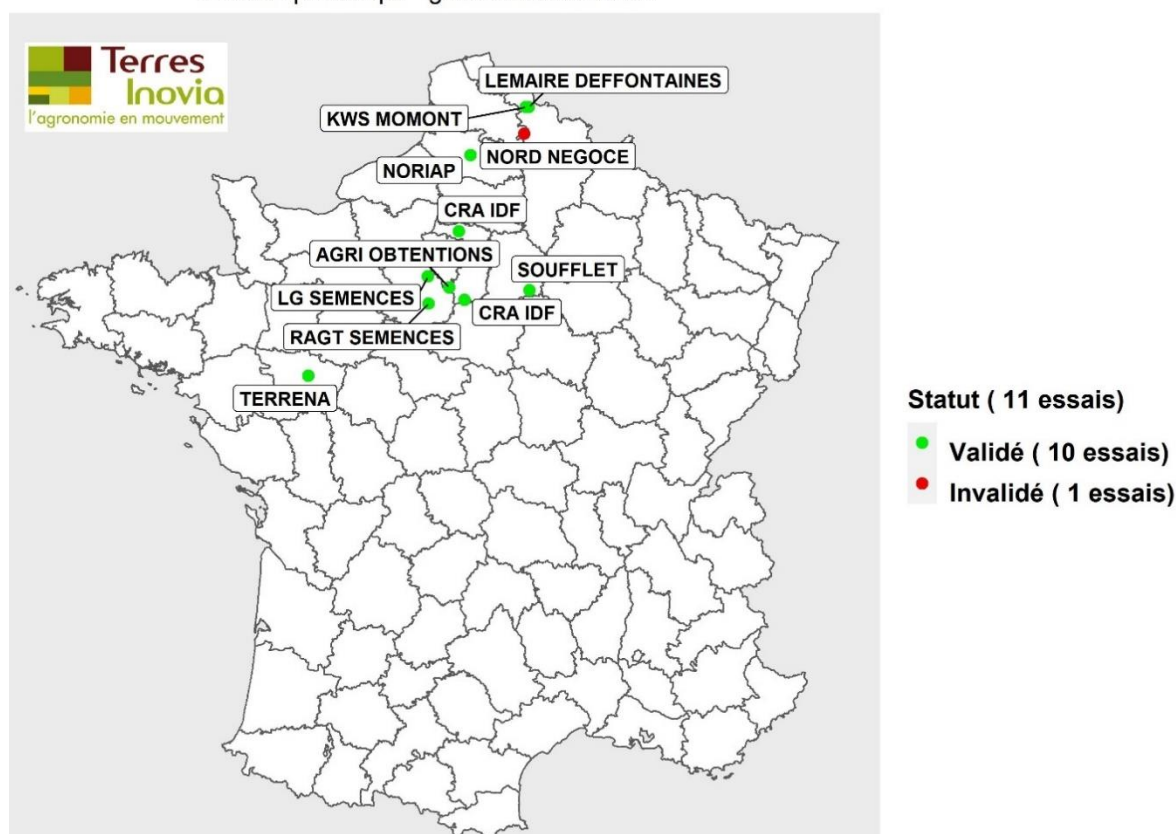 Terres
Inovia
l'agronomie en mouvement
LEMAIRE DEFFONTAINES
KWS MOMONT
NORD NEGOCE
NORIAP
CRA IDF
AGRI OBTENTIONS
SOUFFLET
LG SEMENCES
CRA IDF
RAGT SEMENCES
TERRENA
Statut ( 11 essais)
Validé ( 10 essais)
Invalidé ( 1 essais)